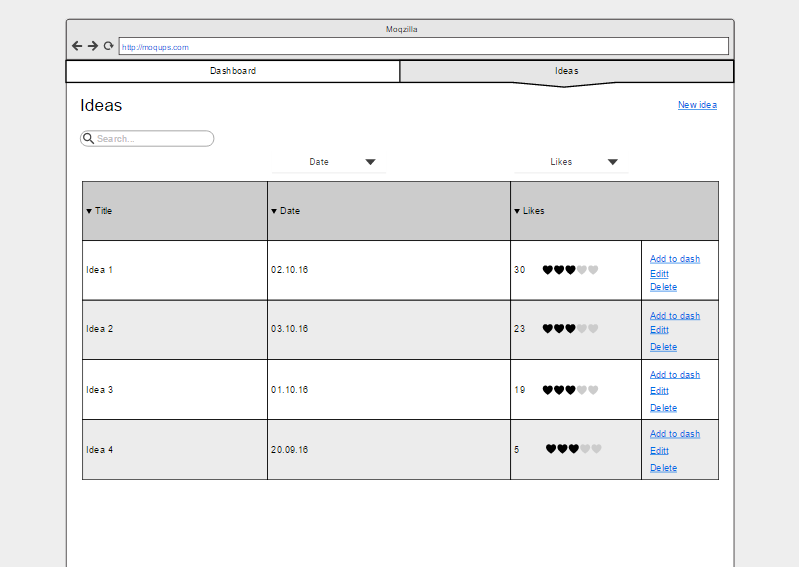 Moqzilla
http://moqups.com
Dashboard
Ideas
Ideas
New idea
Search...
Date
Likes
Title
Date
Likes
Idea 1
02.10.16
30
Add to dash
Editt
Delete
Idea 2
03.10.16
23
Add to dash
Editt
Delete
Idea 3
01.10.16
19
Add to dash
Editt
Delete
Idea 4
20.09.16
5
Add to dash
Editt
Delete